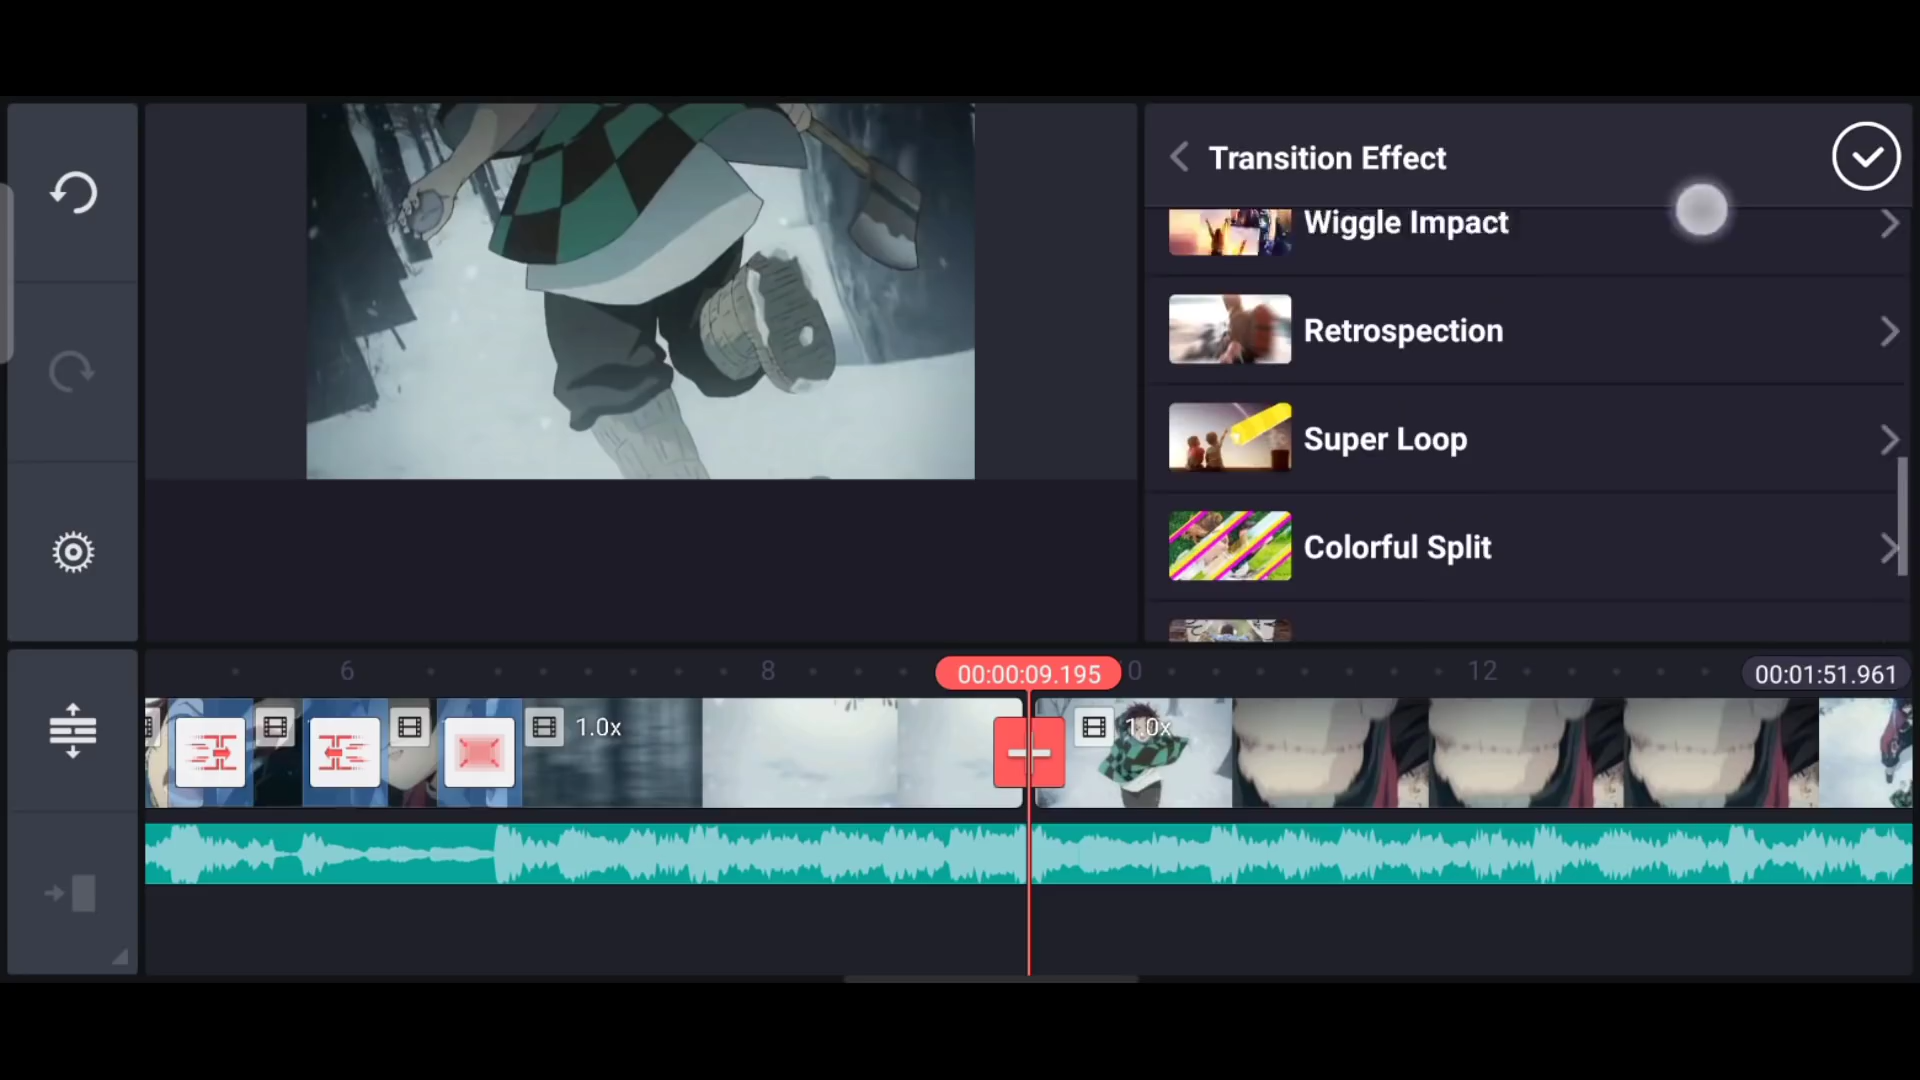 Transition Effect
Wiggle Impact
Retrospection
Super Loop
Colorful Split
6
8
00:00:09.195
0
12
00:01:51.961
1.0x
1.0x